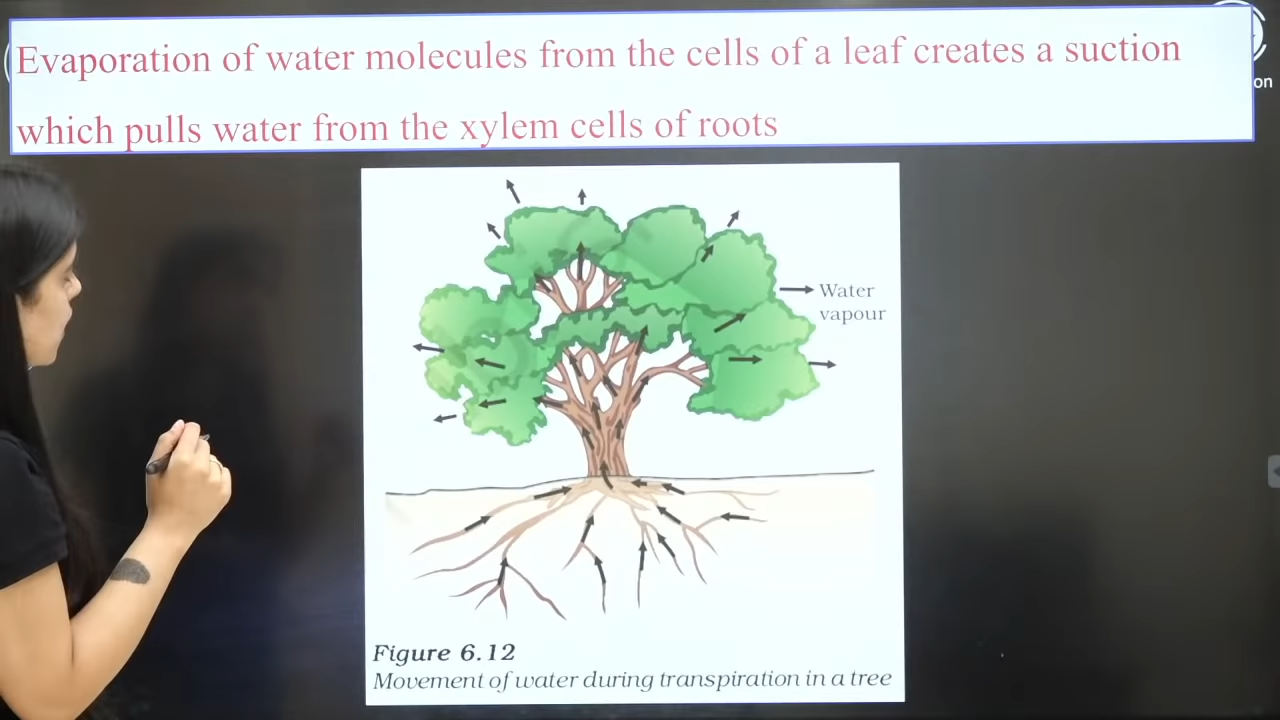 Evaporation of water molecules from the cells of a leaf creates a suction
which pulls water from the xylem cells of roots
on
Water
vapour
Figure 6.12
Movement of water during transpiration in a tree